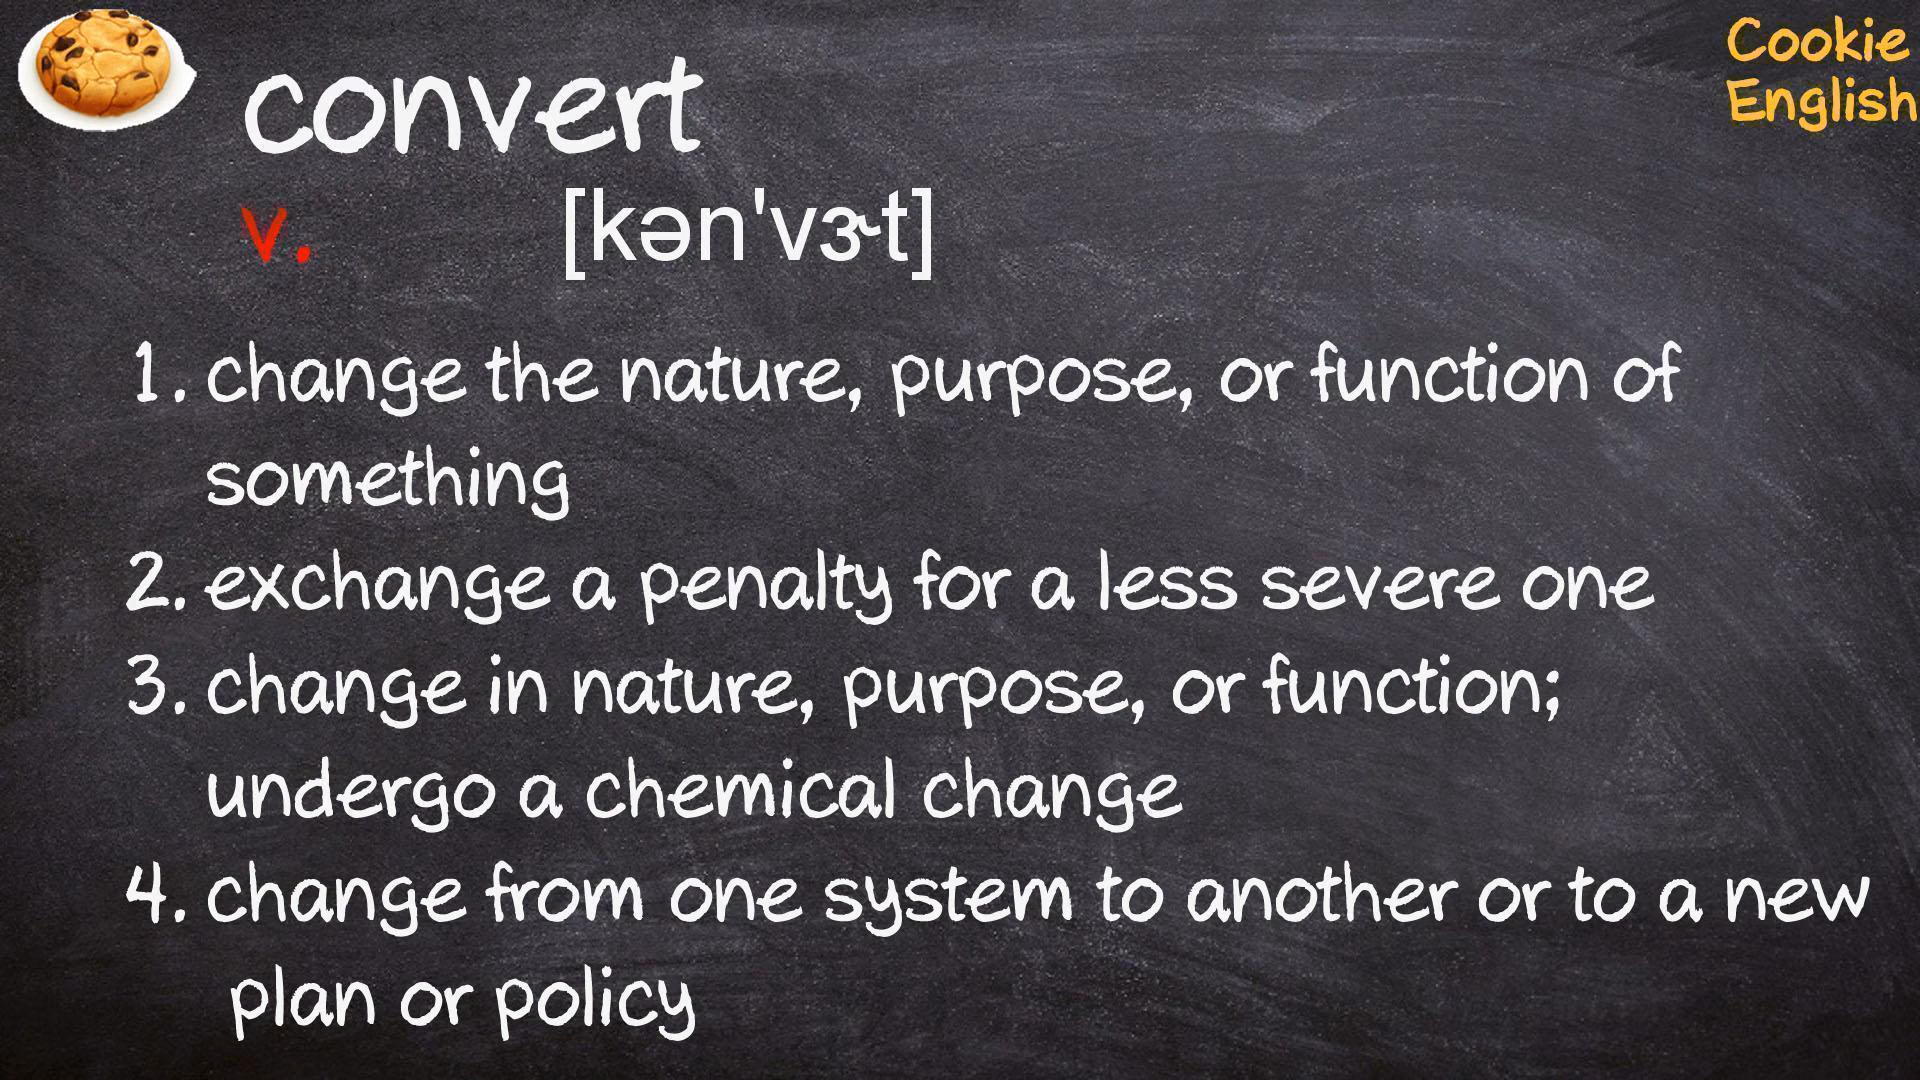 convert
Cookie
English
v. [kən'vɝt]
1. change the nature, purpose, or function of
something
2. exchange a penalty for a less severe one
3. change in nature, purpose, or function;
undergo a chemical change
4. change from one system to another or to a new
plan or policy